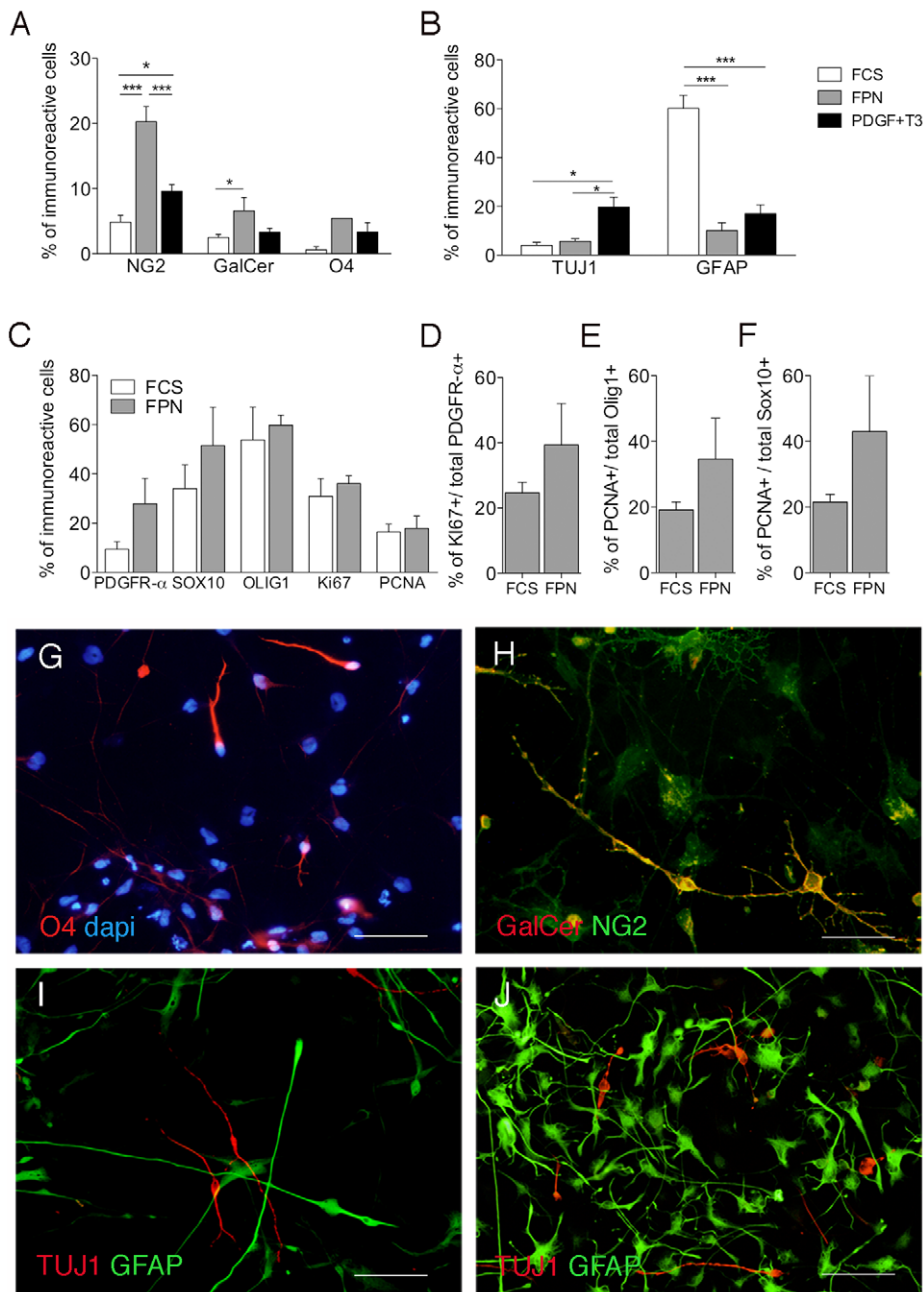 A
% of immunoreactive cells
30
20
10
0
* 
*** ***
*
NG2 GalCer O4
B
% of immunoreactive cells
80
60
40
20
0
***
***
*
*
TUJ1 GFAP
FCS
FPN
PDGF+T3
C
% of immunoreactive cells
80
60
40
20
0
FCS
FPN
PDGFR-α SOX10 OLIG1 Ki67 PCNA
D
% of KI67+/ total PDGFR-α+
60
40
20
0
FCS FPN
E
% of PCNA+/ total Olig1+
60
40
20
0
FCS FPN
F
% of PCNA+ / total Sox10+
60
40
20
0
FCS FPN
G
O4 dapi
H
GalCer NG2
I
TUJ1 GFAP
J
TUJ1 GFAP